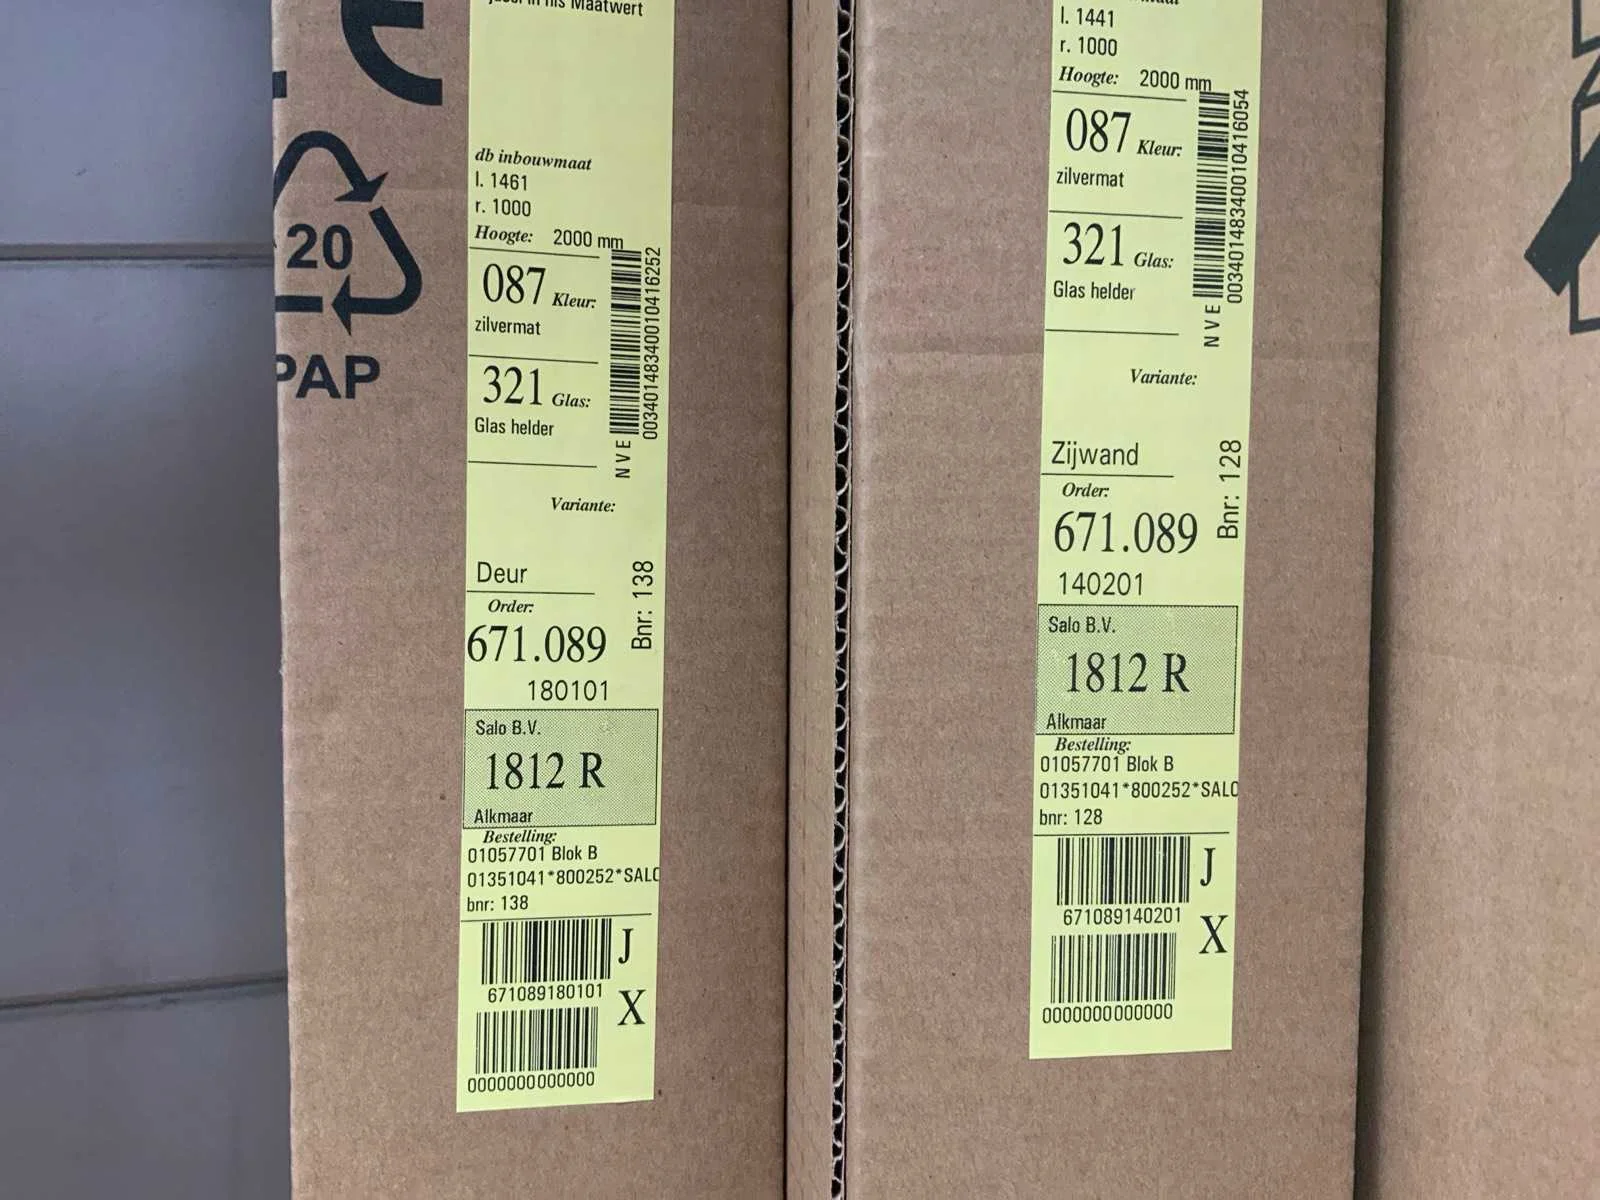 in his Maatwert
db inbouwmaat
l. 1461
r. 1000
Hoogte: 2000 mm
087 Kleur:
zilvermat
321 Glas:
Glas helder
NVE
00340148340010416252
Variante:
Deur
Bnr: 138
Order:
671.089
180101
Salo B.V.
1812 R
Alkmaar
Bestelling:
01057701 Blok B
01351041*800252*SALO
bnr: 138
J
671089180101
X
0000000000000
20
PAP
l. 1441
r. 1000
Hoogte: 2000 mm
087 Kleur:
zilvermat
321 Glas:
Glas helder
NVE
00340148340010416054
Variante:
Zijwand
Bnr: 128
Order:
671.089
140201
Salo B.V.
1812 R
Alkmaar
Bestelling:
01057701 Blok B
01351041*800252*SALO
bnr: 128
J
671089140201
X
0000000000000